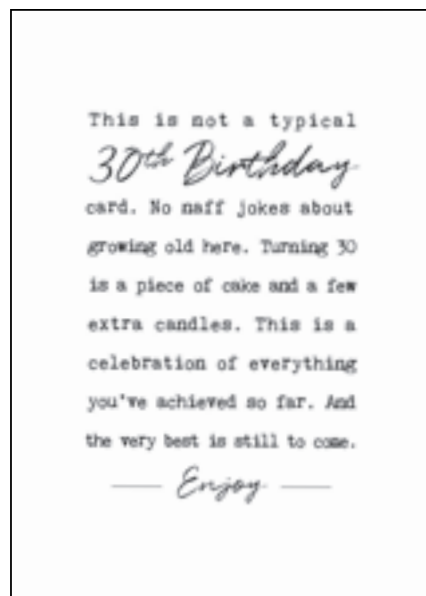 This is not a typical
30th Birthday
card. No naff jokes about
growing old here. Turning 30
is a piece of cake and a few
extra candles. This is a
celebration of everything
you've achieved so far. And
the very best is still to come.
Enjoy